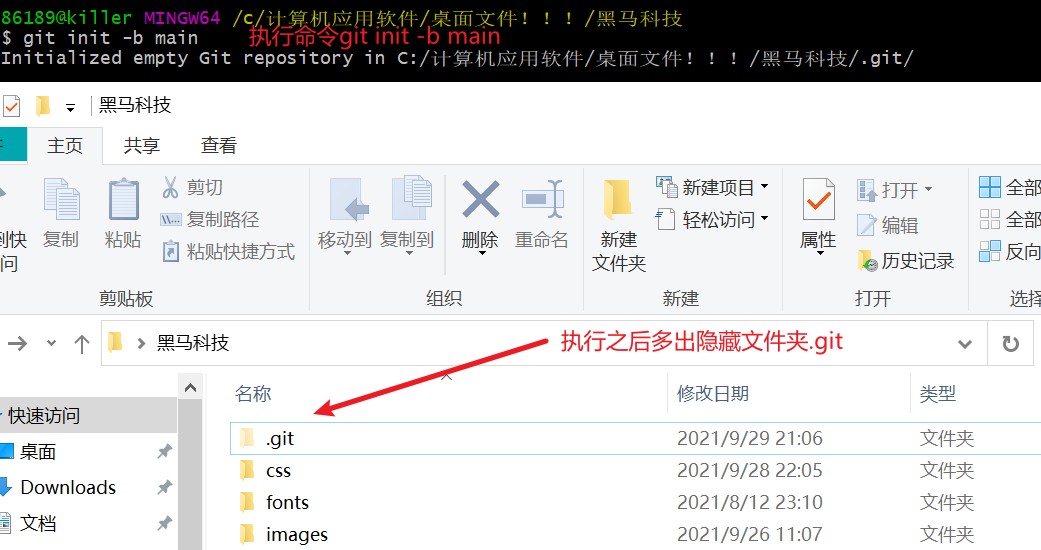 86189@killer MINGW64 /c/计算机应用软件/桌面文件！！！/黑马科技
$ git init -b main 执行命令git init -b main
Initialized empty Git repository in C:/计算机应用软件/桌面文件！！！/黑马科技/.git/
黑马科技
主页 共享 查看
剪切 新建项目 打开 全部
复制 粘贴 复制路径 移动到 复制到 删除 重命名 新建 轻松访问 属性 编辑 全部
到快
问 粘贴快捷方式 文件夹 历史记录 反向
剪贴板 组织 新建 打开 选择
黑马科技 执行之后多出隐藏文件夹.git
名称 修改日期 类型
快速访问
.git 2021/9/29 21:06 文件夹
桌面
css 2021/9/28 22:05 文件夹
Downloads
fonts 2021/8/12 23:10 文件夹
文档
images 2021/9/26 11:07 文件夹